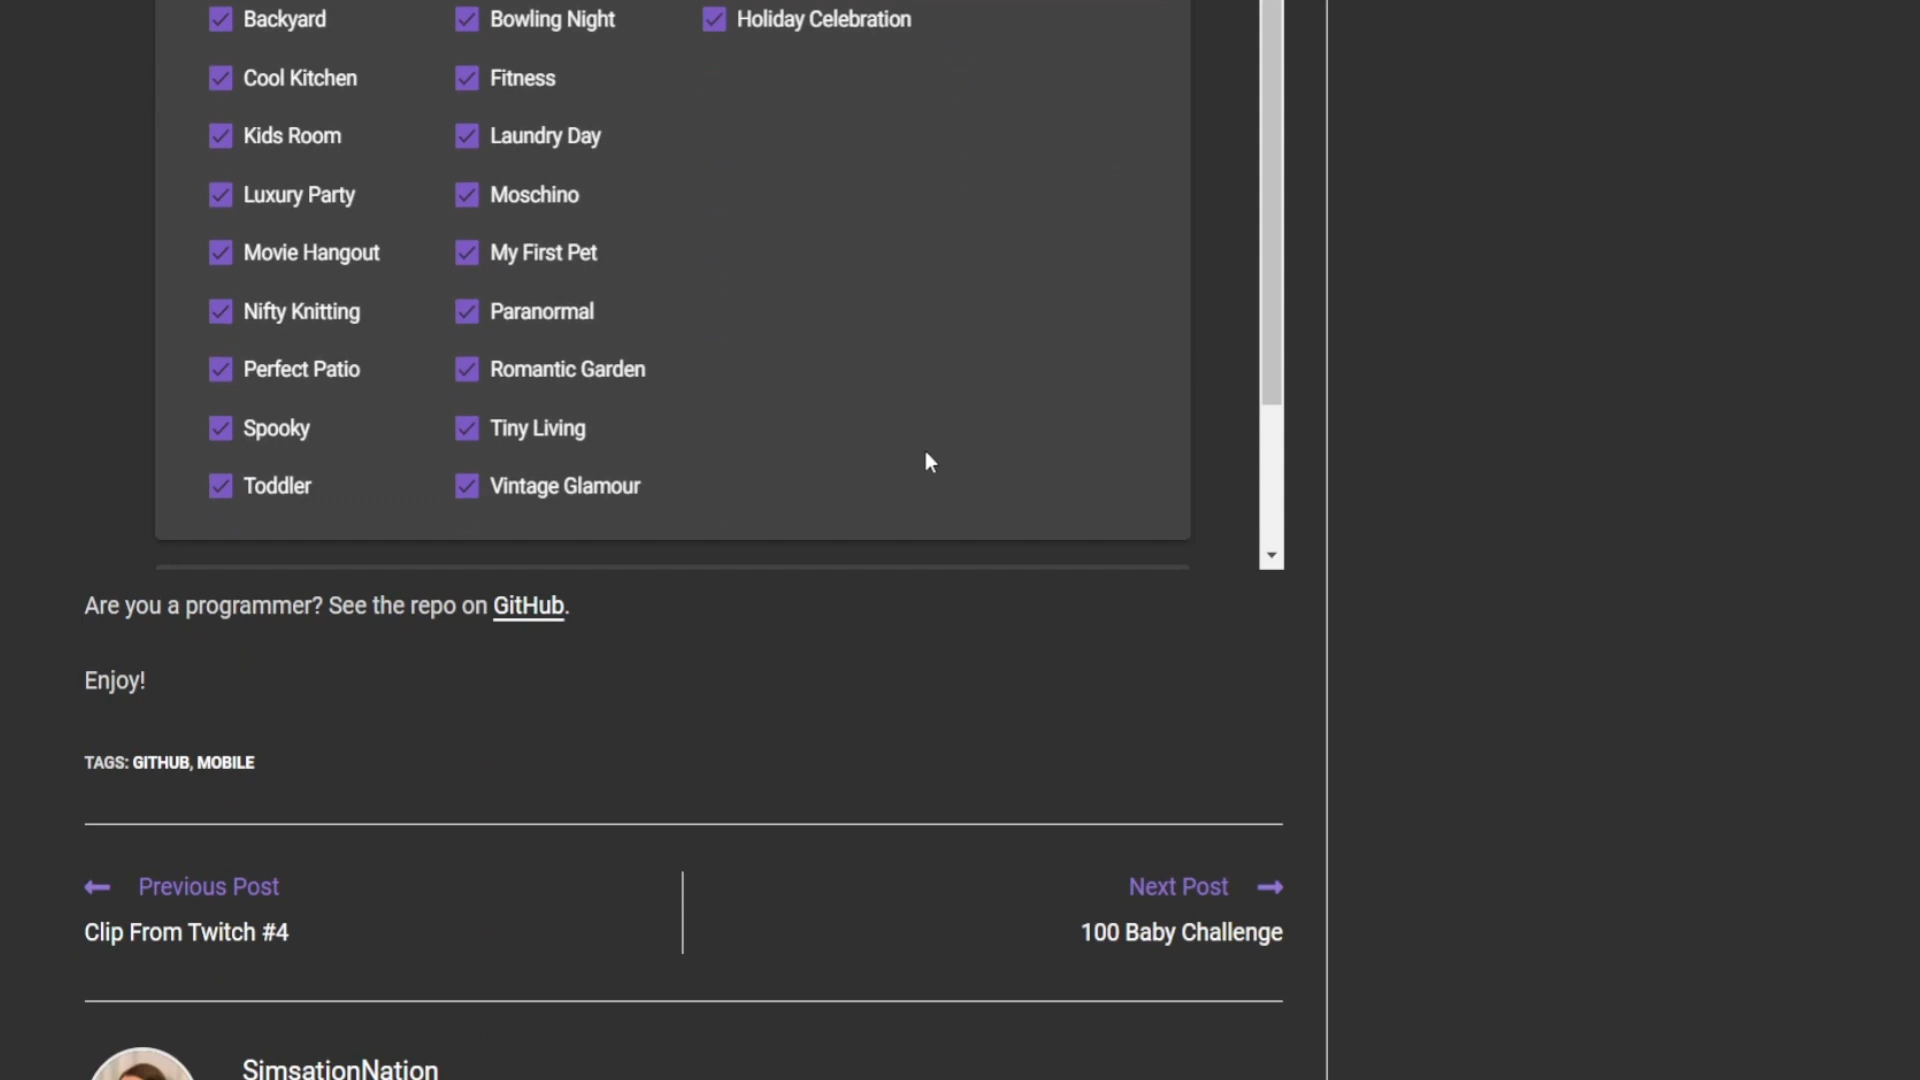 Backyard Bowling Night Holiday Celebration
Cool Kitchen Fitness
Kids Room Laundry Day
Luxury Party Moschino
Movie Hangout My First Pet
Nifty Knitting Paranormal
Perfect Patio Romantic Garden
Spooky Tiny Living
Toddler Vintage Glamour
Are you a programmer? See the repo on GitHub.
Enjoy!
TAGS: GITHUB, MOBILE
Previous Post Next Post
Clip From Twitch #4 100 Baby Challenge
SimsationNation